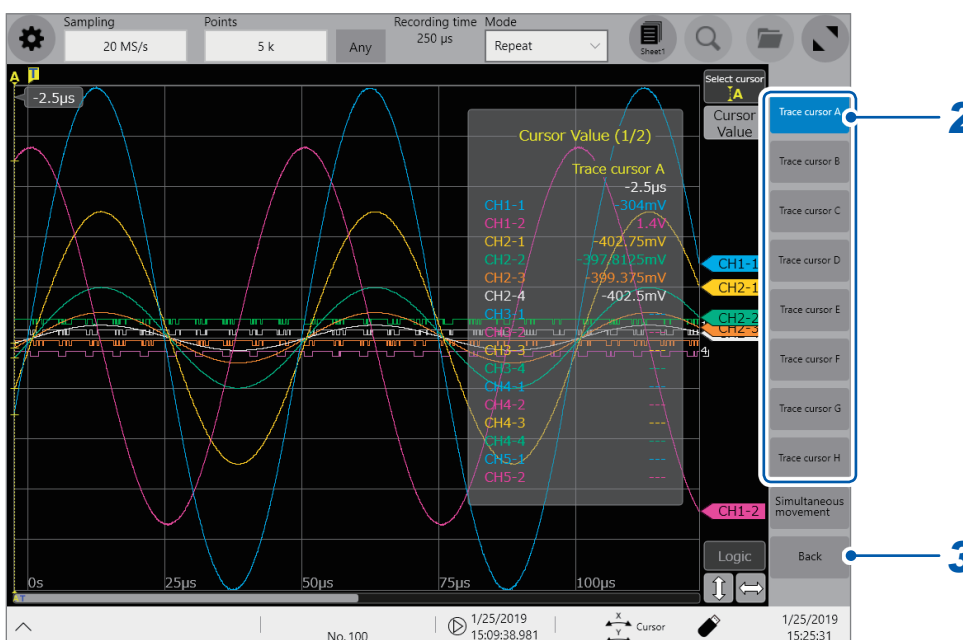 Sampling Points Recording time Mode
20 MS/s 5 k Any 250 µs Repeat Sheet1
A T
-2.5µs
Select cursor
A
Cursor
Value
Cursor Value (1/2)
Trace cursor A
-2.5µs
CH1-1 -304mV
CH1-2 1.4V
CH2-1 -402.75mV
CH2-2 -397.8125mV
CH2-3 -399.375mV
CH2-4 -402.5mV
CH3-1 ---
CH3-2 ---
CH3-3 ---
CH3-4 ---
CH4-1 ---
CH4-2 ---
CH4-3 ---
CH4-4 ---
CH5-1 ---
CH5-2 ---
CH1-1
CH2-1
CH2-2
CH2-3
CH1-2
Logic
0s 25µs 50µs 75µs 100µs
Trace cursor A
Trace cursor B
Trace cursor C
Trace cursor D
Trace cursor E
Trace cursor F
Trace cursor G
Trace cursor H
Simultaneous
movement
Back
2
3
No. 100
1/25/2019
15:09:38.981
X
Y
Cursor
1/25/2019
15:25:31